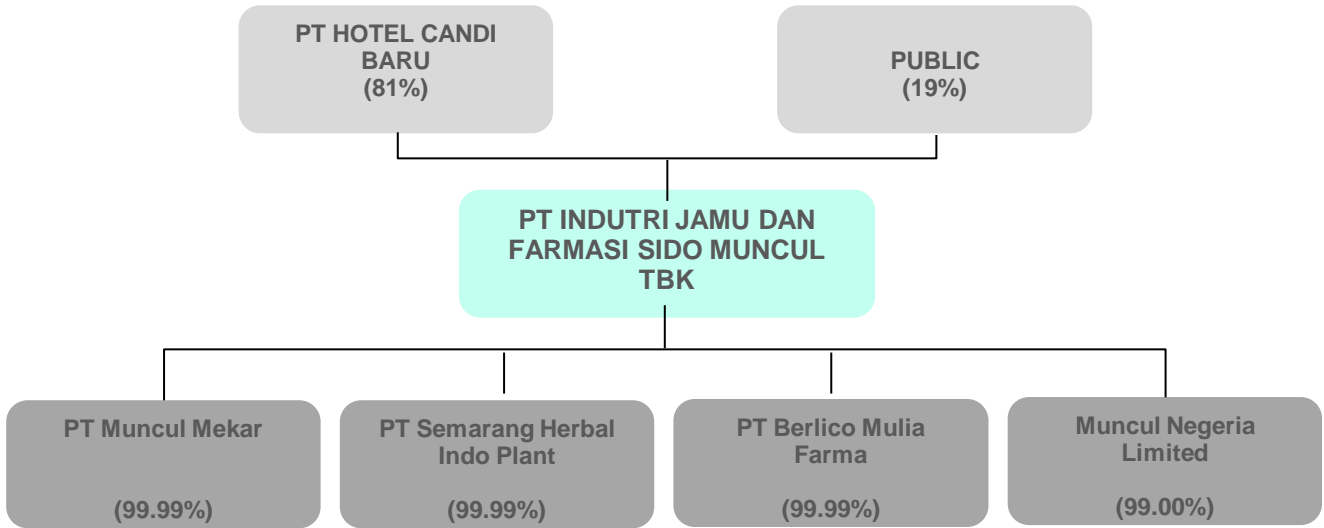 PT HOTEL CANDI
BARU
(81%)
PUBLIC
(19%)
PT INDUTRI JAMU DAN
FARMASI SIDO MUNCUL
TBK
PT Muncul Mekar
(99.99%)
PT Semarang Herbal
Indo Plant
(99.99%)
PT Berlico Mulia
Farma
(99.99%)
Muncul Negeria
Limited
(99.00%)